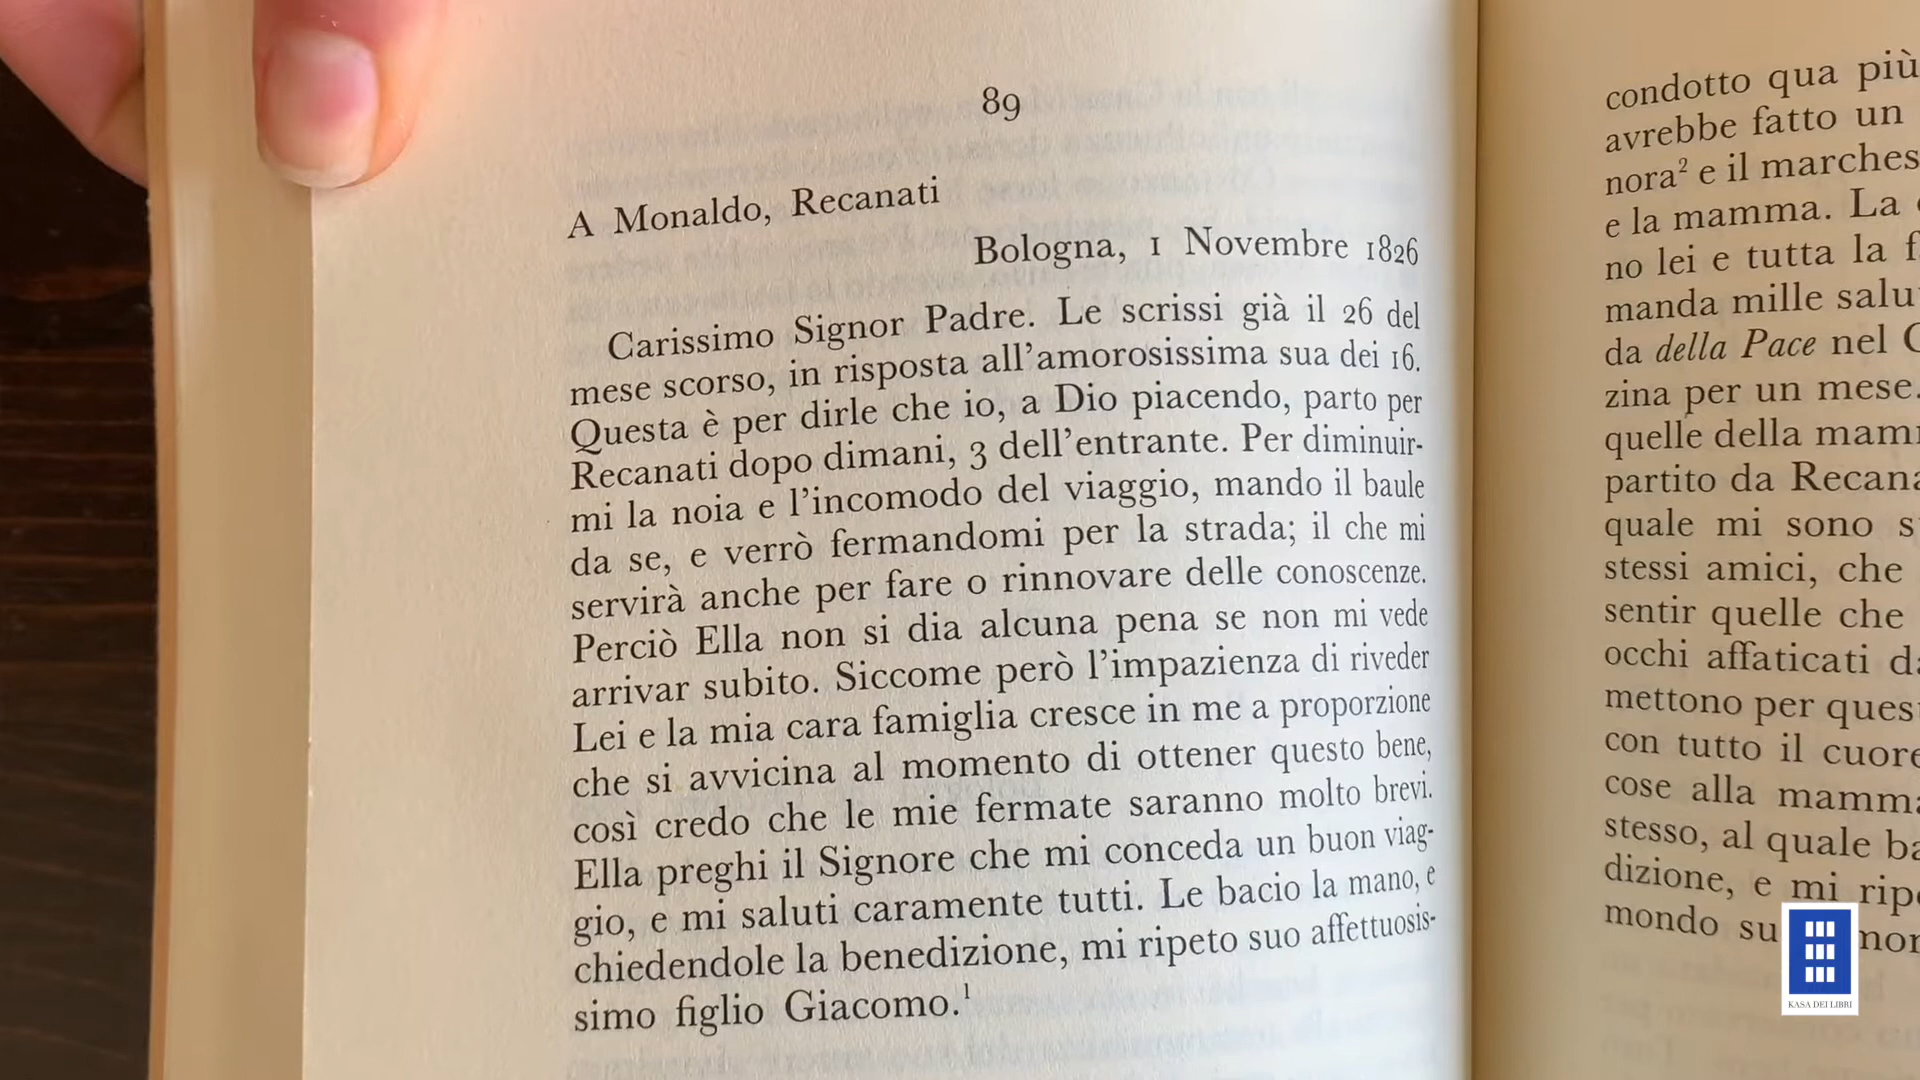 89
A Monaldo, Recanati
Bologna, 1 Novembre 1826
Carissimo Signor Padre. Le scrissi già il 26 del
mese scorso, in risposta all'amorosissima sua dei 16.
Questa è per dirle che io, a Dio piacendo, parto per
Recanati dopo dimani, 3 dell'entrante. Per diminuir-
mi la noia e l'incomodo del viaggio, mando il baule
da se, e verrò fermandomi per la strada; il che mi
servirà anche per fare o rinnovare delle conoscenze.
Perciò Ella non si dia alcuna pena se non mi vede
arrivar subito. Siccome però l'impazienza di riveder
Lei e la mia cara famiglia cresce in me a proporzione
che si avvicina al momento di ottener questo bene,
così credo che le mie fermate saranno molto brevi.
Ella preghi il Signore che mi conceda un buon viag-
gio, e mi saluti caramente tutti. Le bacio la mano, e
chiedendole la benedizione, mi ripeto suo affettuosis-
simo figlio Giacomo.¹
condotto qua più
avrebbe fatto un
nora² e il marches
e la mamma. La
no lei e tutta la f
manda mille salu
da della Pace nel
zina per un mese.
quelle della mam
partito da Recana
quale mi sono s
stessi amici, che
sentir quelle che
occhi affaticati d
mettono per ques
con tutto il cuore
cose alla mamma
stesso, al quale ba
dizione, e mi rip
mondo su
KASA DEI LIBRI